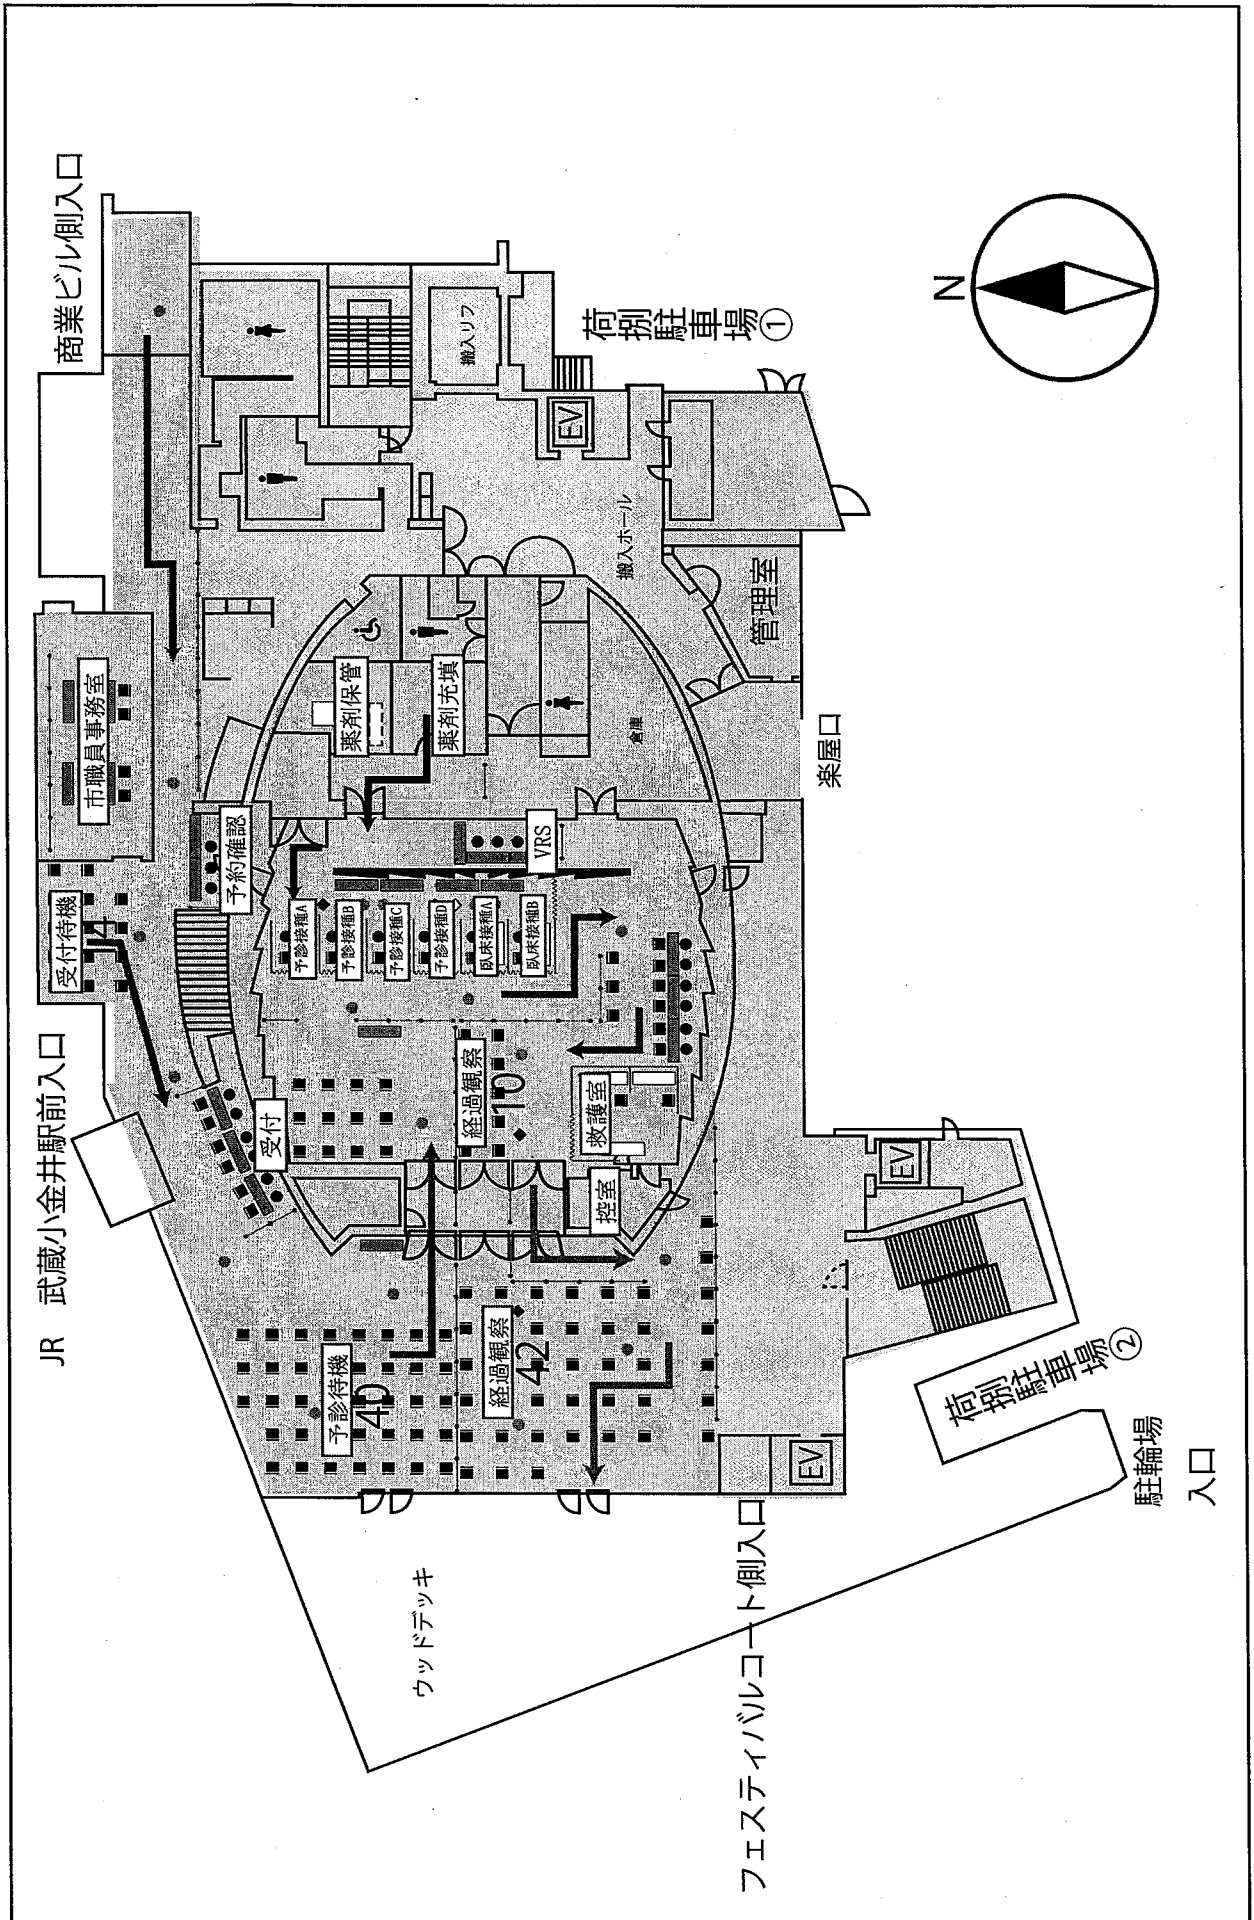 商業ビル側入口
荷捌駐車場①
N
搬入リフ
EV
搬入ホール
管理室
市職員事務室
薬剤保管
薬剤充填
倉庫
楽屋口
予約確認
VRS
受付待機
予診接種A
予診接種B
予診接種C
予診接種D
臥床接種A
臥床接種B
JR 武蔵小金井駅前入口
受付
経過観察
10
救護室
控室
EV
予診待機
40
経過観察
42
荷捌駐車場②
EV
駐輪場
入口
ウッドデッキ
フェスティバルコート側入口